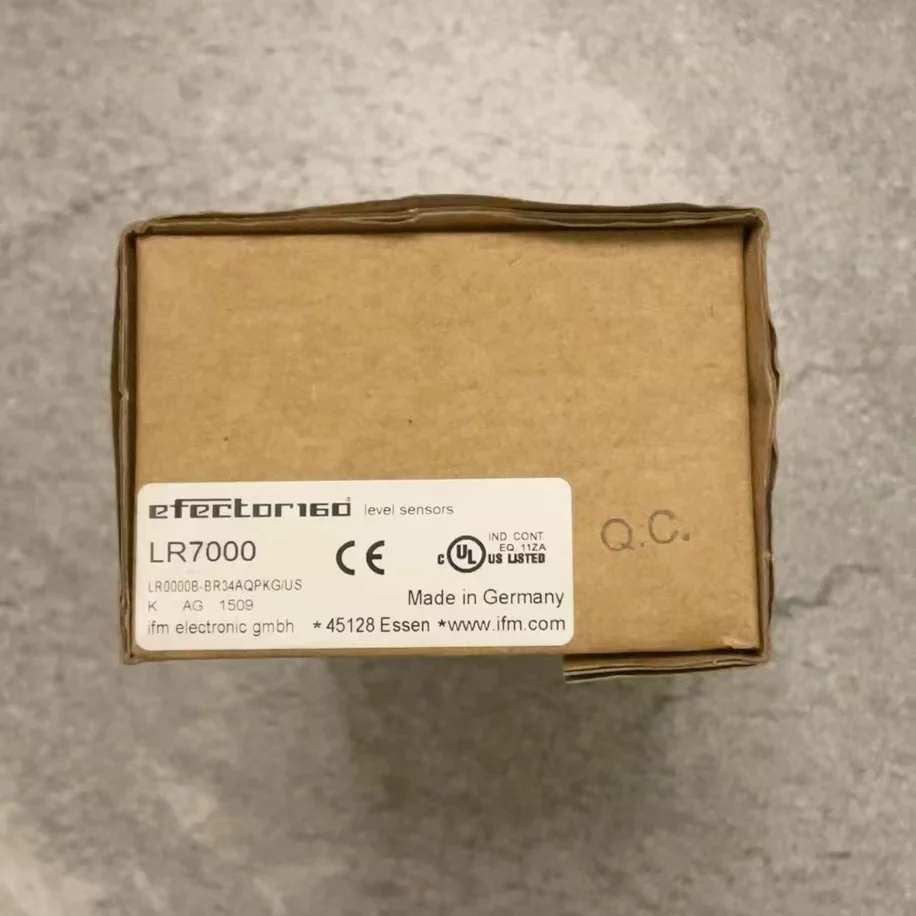 efector160 level sensors
LR7000
CE
LR0000B-BR34AQPKG/US
K AG 1509
ifm electronic gmbh * 45128 Essen * www.ifm.com
C UL US LISTED
IND CONT
EQ 11ZA
Made in Germany
Q.C.